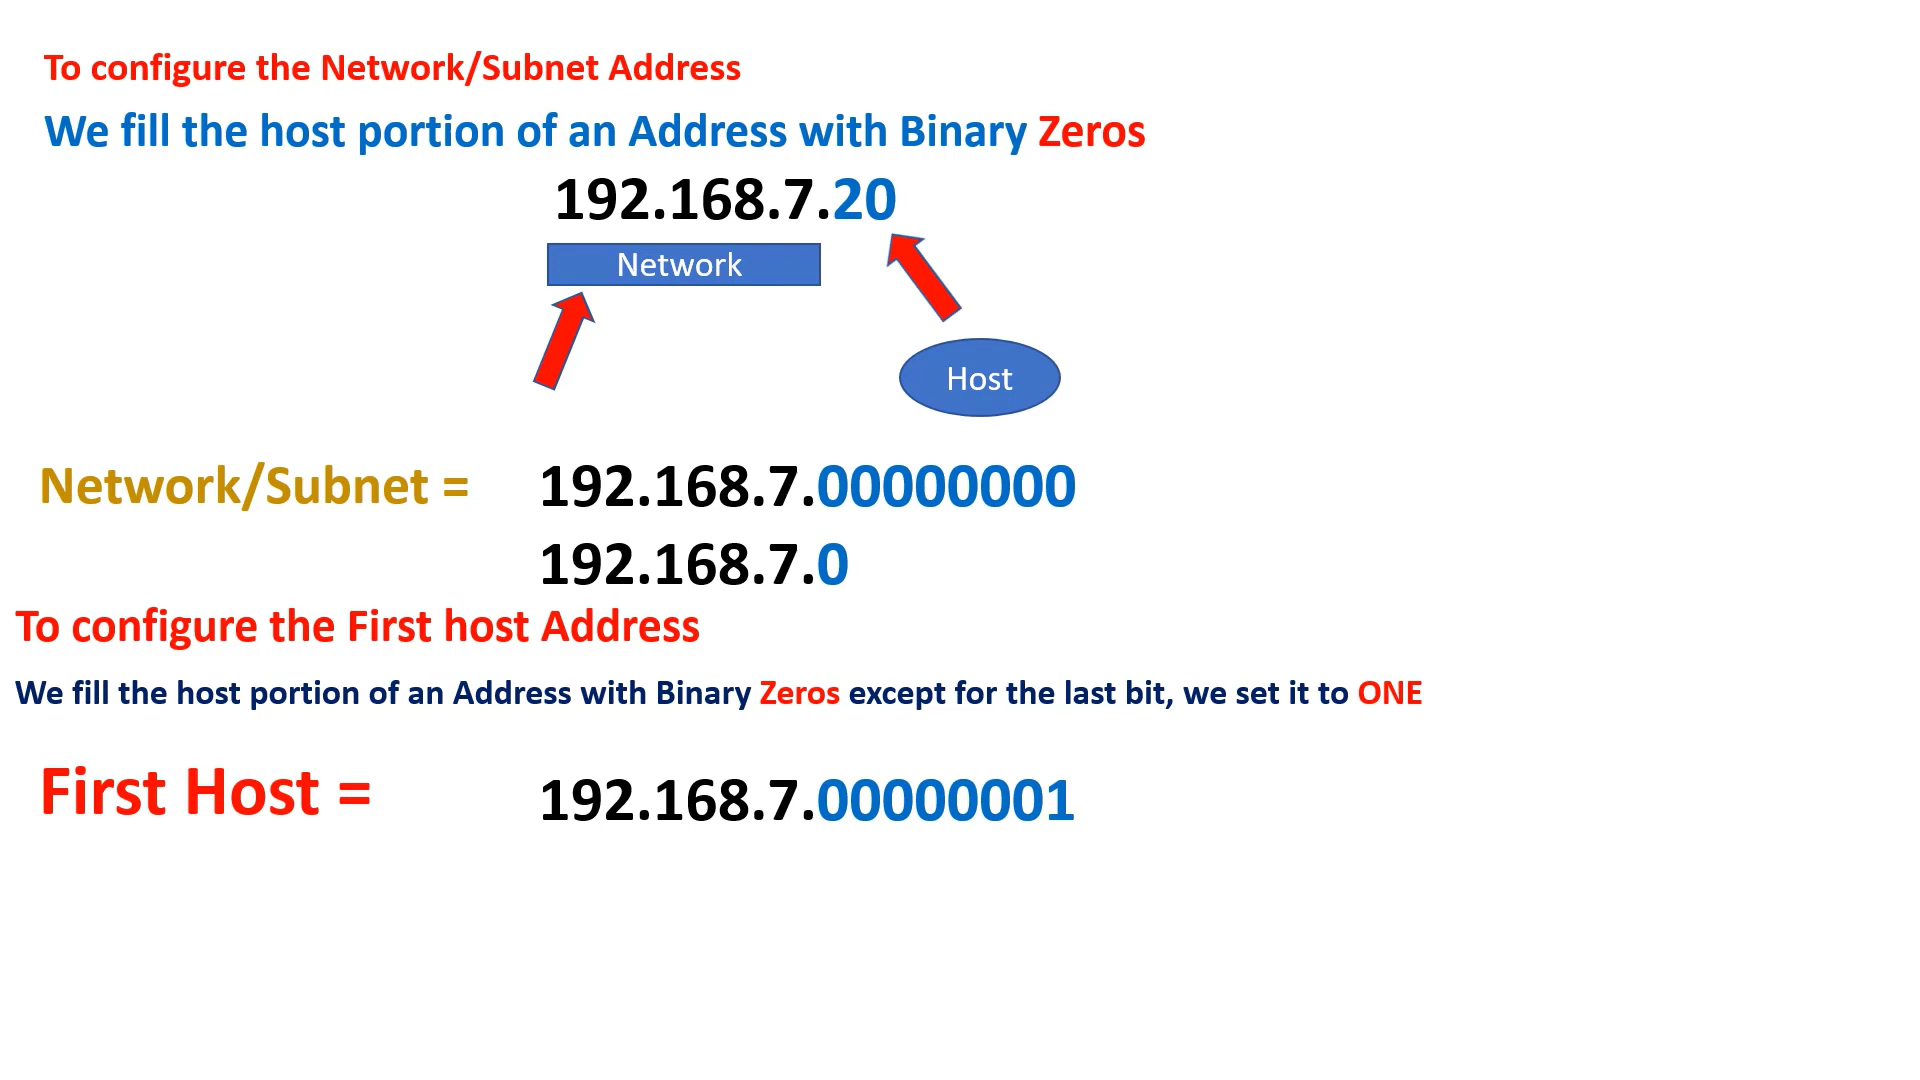 To configure the Network/Subnet Address
We fill the host portion of an Address with Binary Zeros
192.168.7.20
Network
Host
Network/Subnet = 192.168.7.00000000
192.168.7.0
To configure the First host Address
We fill the host portion of an Address with Binary Zeros except for the last bit, we set it to ONE
First Host = 192.168.7.00000001